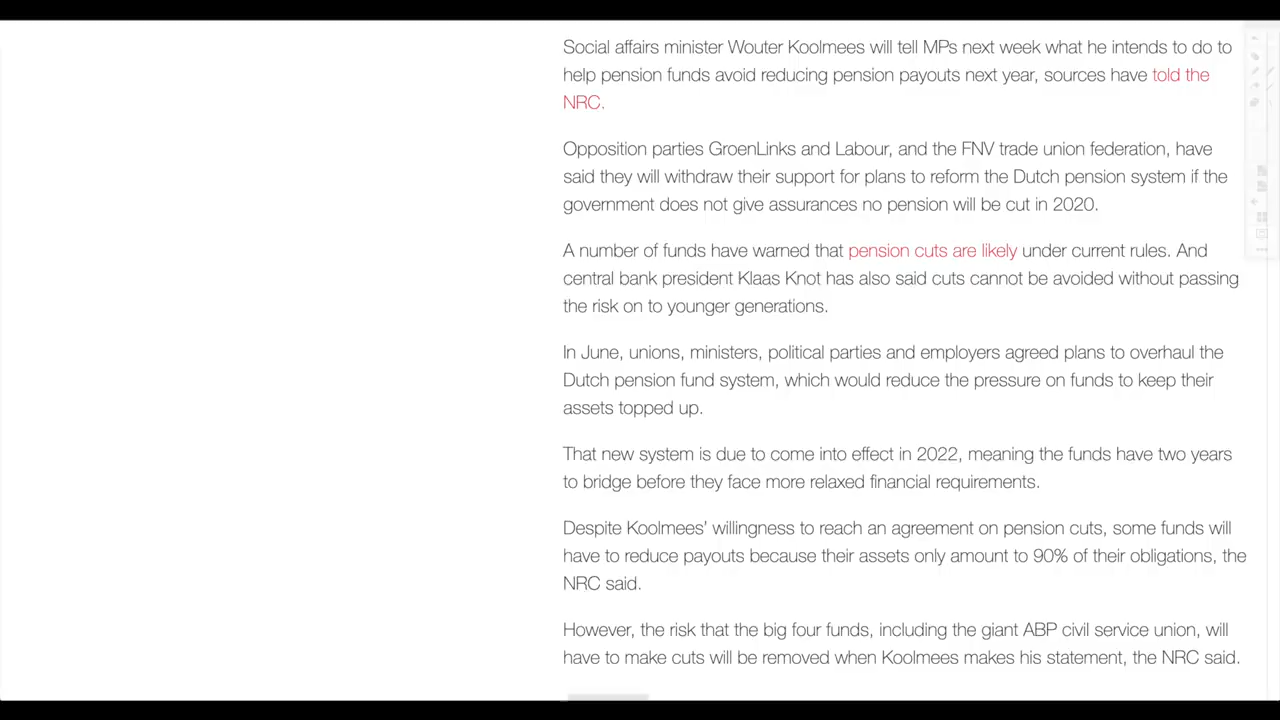 Social affairs minister Wouter Koolmees will tell MPs next week what he intends to do to
help pension funds avoid reducing pension payouts next year, sources have told the
NRC.
Opposition parties GroenLinks and Labour, and the FNV trade union federation, have
said they will withdraw their support for plans to reform the Dutch pension system if the
government does not give assurances no pension will be cut in 2020.
A number of funds have warned that pension cuts are likely under current rules. And
central bank president Klaas Knot has also said cuts cannot be avoided without passing
the risk on to younger generations.
In June, unions, ministers, political parties and employers agreed plans to overhaul the
Dutch pension fund system, which would reduce the pressure on funds to keep their
assets topped up.
That new system is due to come into effect in 2022, meaning the funds have two years
to bridge before they face more relaxed financial requirements.
Despite Koolmees’ willingness to reach an agreement on pension cuts, some funds will
have to reduce payouts because their assets only amount to 90% of their obligations, the
NRC said.
However, the risk that the big four funds, including the giant ABP civil service union, will
have to make cuts will be removed when Koolmees makes his statement, the NRC said.